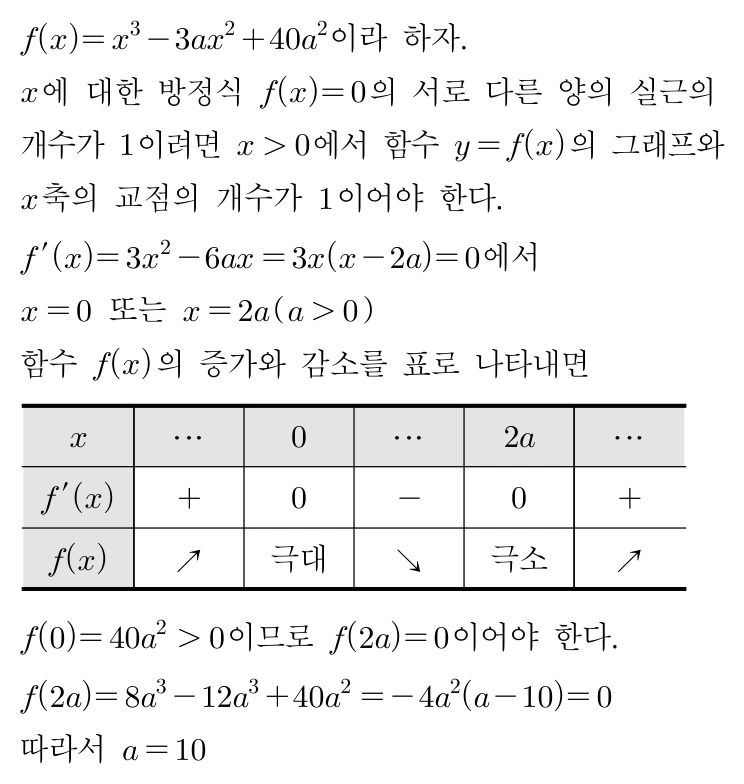 f(x)=x³−3ax²+40a²이라 하자.
x에 대한 방정식 f(x)=0의 서로 다른 양의 실근의
개수가 1이려면 x>0에서 함수 y=f(x)의 그래프와
x축의 교점의 개수가 1이어야 한다.
f′(x)=3x²−6ax=3x(x−2a)=0에서
x=0 또는 x=2a(a>0)
함수 f(x)의 증가와 감소를 표로 나타내면
x ⋯ 0 ⋯ 2a ⋯
f′(x) + 0 − 0 +
f(x) ↗ 극대 ↘ 극소 ↗
f(0)=40a²>0이므로 f(2a)=0이어야 한다.
f(2a)=8a³−12a³+40a²=−4a²(a−10)=0
따라서 a=10